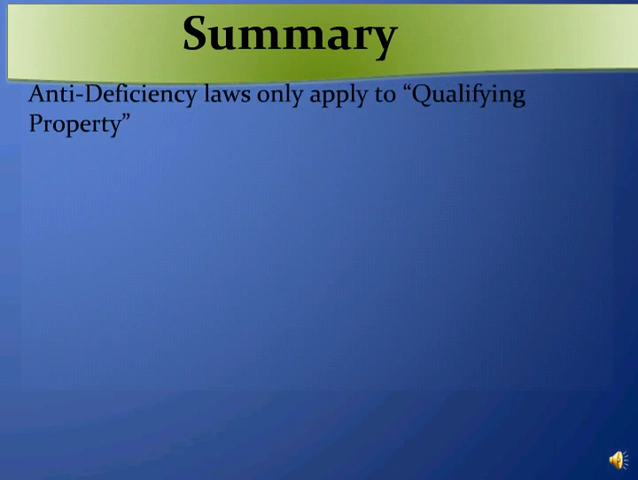 Summary
Anti-Deficiency laws only apply to “Qualifying
Property”